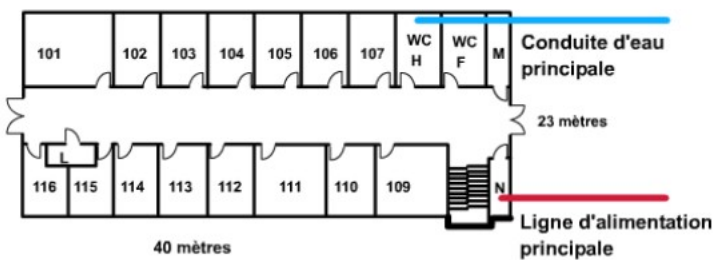 101
102
103
104
105
106
107
WC
H
WC
F
M
Conduite d'eau
principale
23 mètres
L
116
115
114
113
112
111
110
109
N
Ligne d'alimentation
principale
40 mètres